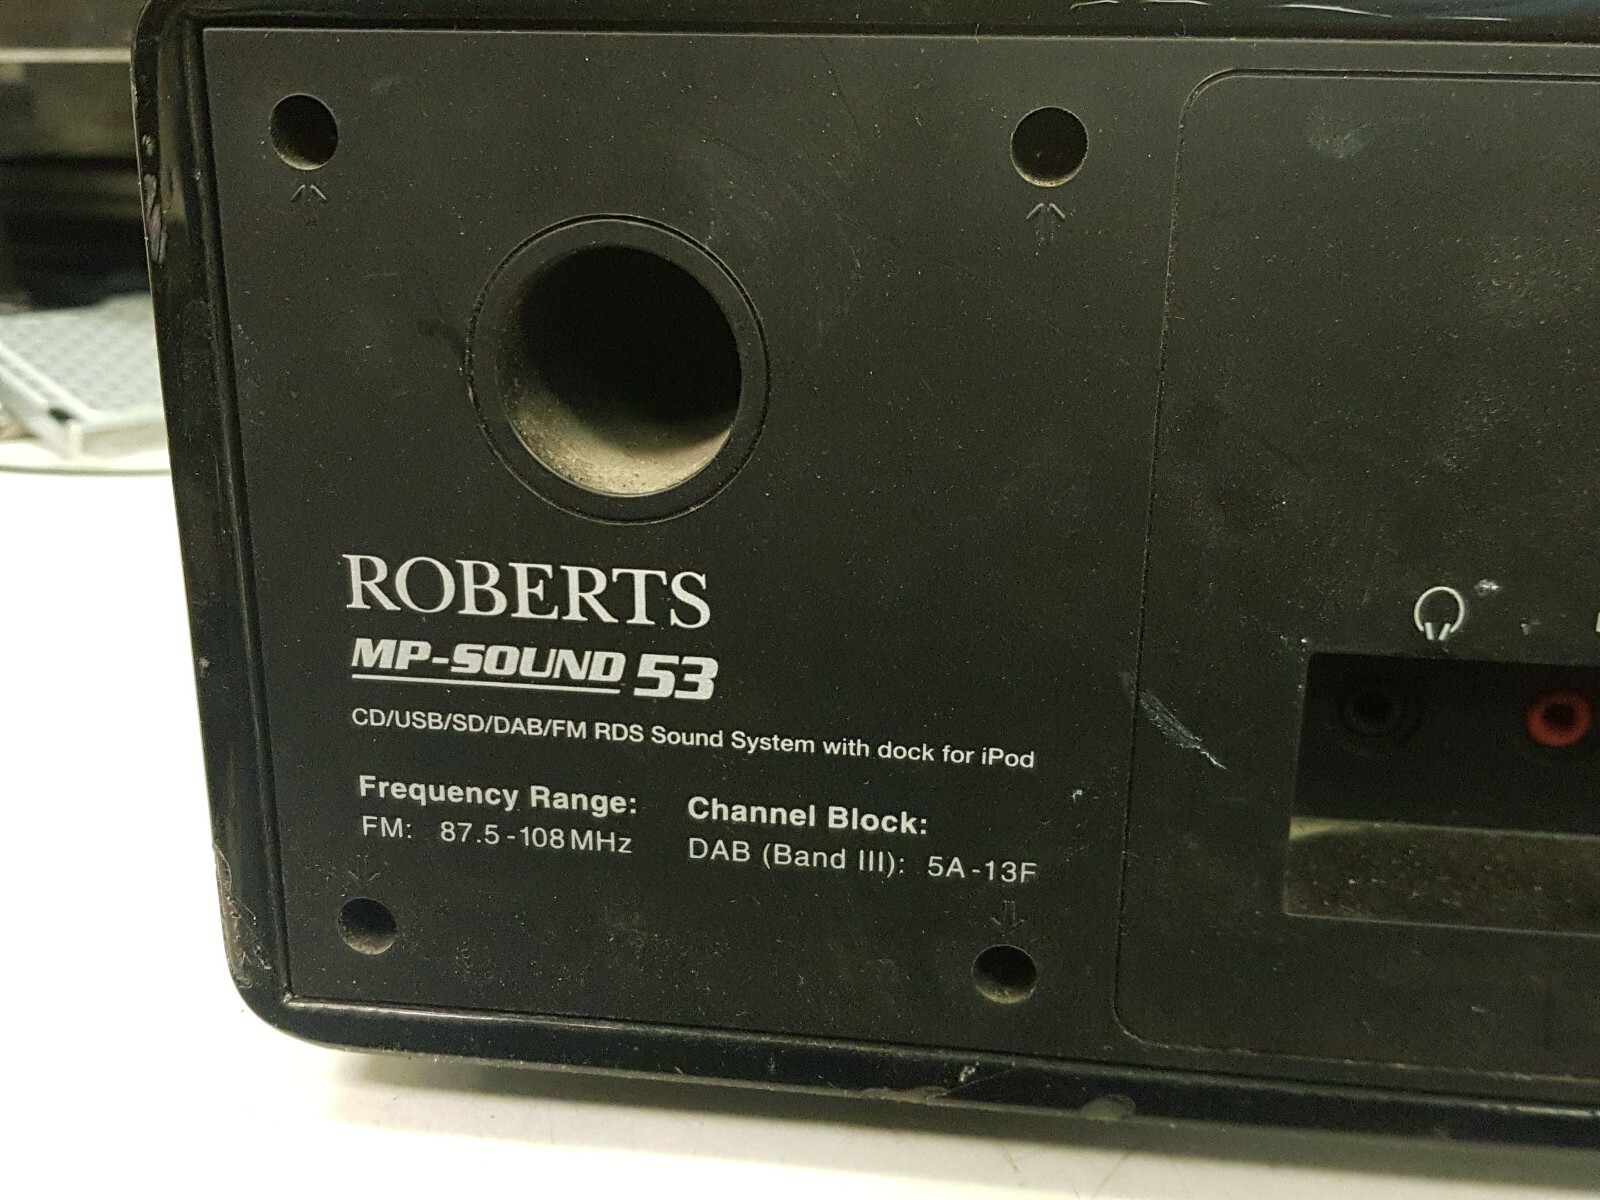 ROBERTS
MP-SOUND 53
CD/USB/SD/DAB/FM RDS Sound System with dock for iPod
Frequency Range:
FM: 87.5-108MHz
Channel Block:
DAB (Band III): 5A-13F